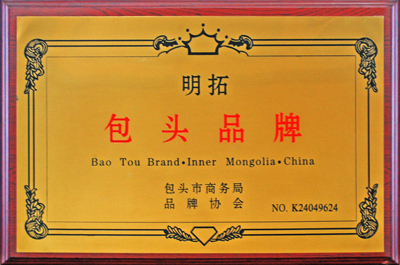 明拓
包头品牌
Bao Tou Brand•Inner Mongolia•China
包头市商务局
品牌协会
NO. K24049624